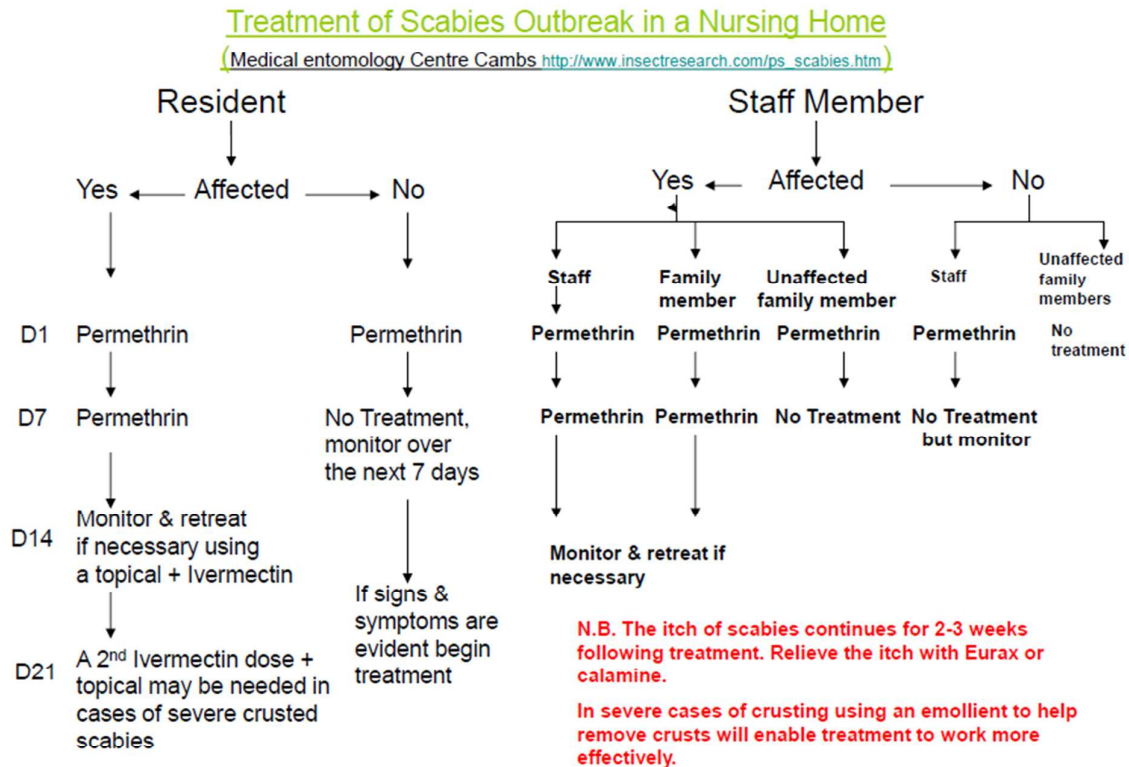 Treatment of Scabies Outbreak in a Nursing Home
(Medical entomology Centre Cambs http://www.insectresearch.com/ps_scabies.htm )
Resident
Yes
Affected
No
D1
Permethrin
Permethrin
D7
Permethrin
No Treatment,
monitor over
the next 7 days
D14
Monitor & retreat
if necessary using
a topical + Ivermectin
If signs &
symptoms are
evident begin
treatment
D21
A 2nd Ivermectin dose +
topical may be needed in
cases of severe crusted
scabies
Staff Member
Yes
Affected
No
Staff
Family
member
Unaffected
family member
Staff
Unaffected
family
members
Permethrin
Permethrin
Permethrin
Permethrin
No
treatment
Permethrin
Permethrin
No Treatment
No Treatment
but monitor
Monitor & retreat if
necessary
N.B. The itch of scabies continues for 2-3 weeks
following treatment. Relieve the itch with Eurax or
calamine.
In severe cases of crusting using an emollient to help
remove crusts will enable treatment to work more
effectively.